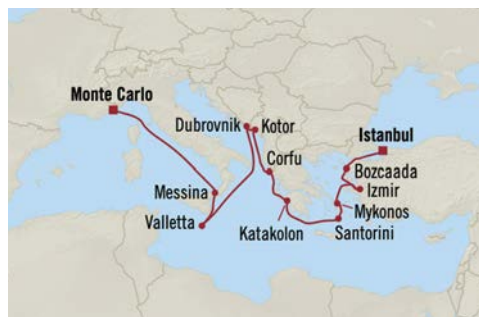 Monte Carlo
Dubrovnik
Kotor
Istanbul
Corfu
Bozcaada
Messina
Izmir
Valletta
Mykonos
Katakolon
Santorini